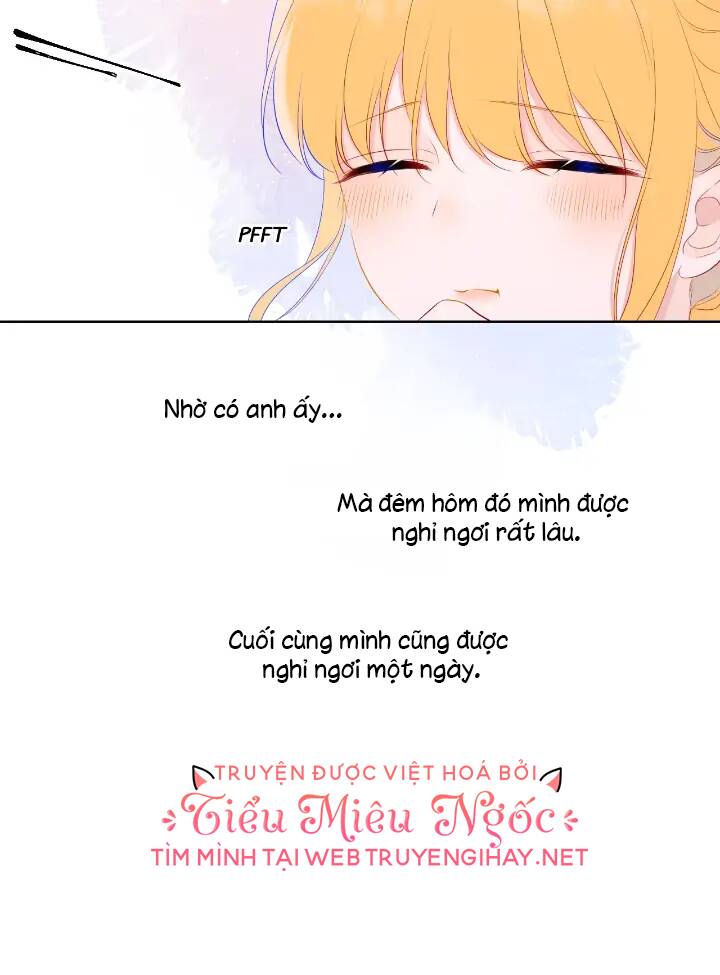 PFFT
Nhờ có anh ấy...
Mà đêm hôm đó mình được
nghỉ ngơi rất lâu.
Cuối cùng mình cũng được
nghỉ ngơi một ngày.
TRUYỆN ĐƯỢC VIỆT HOÁ BỞI
Tiểu Miêu Ngốc
TÌM MÌNH TẠI WEB TRUYENGIHAY.NET